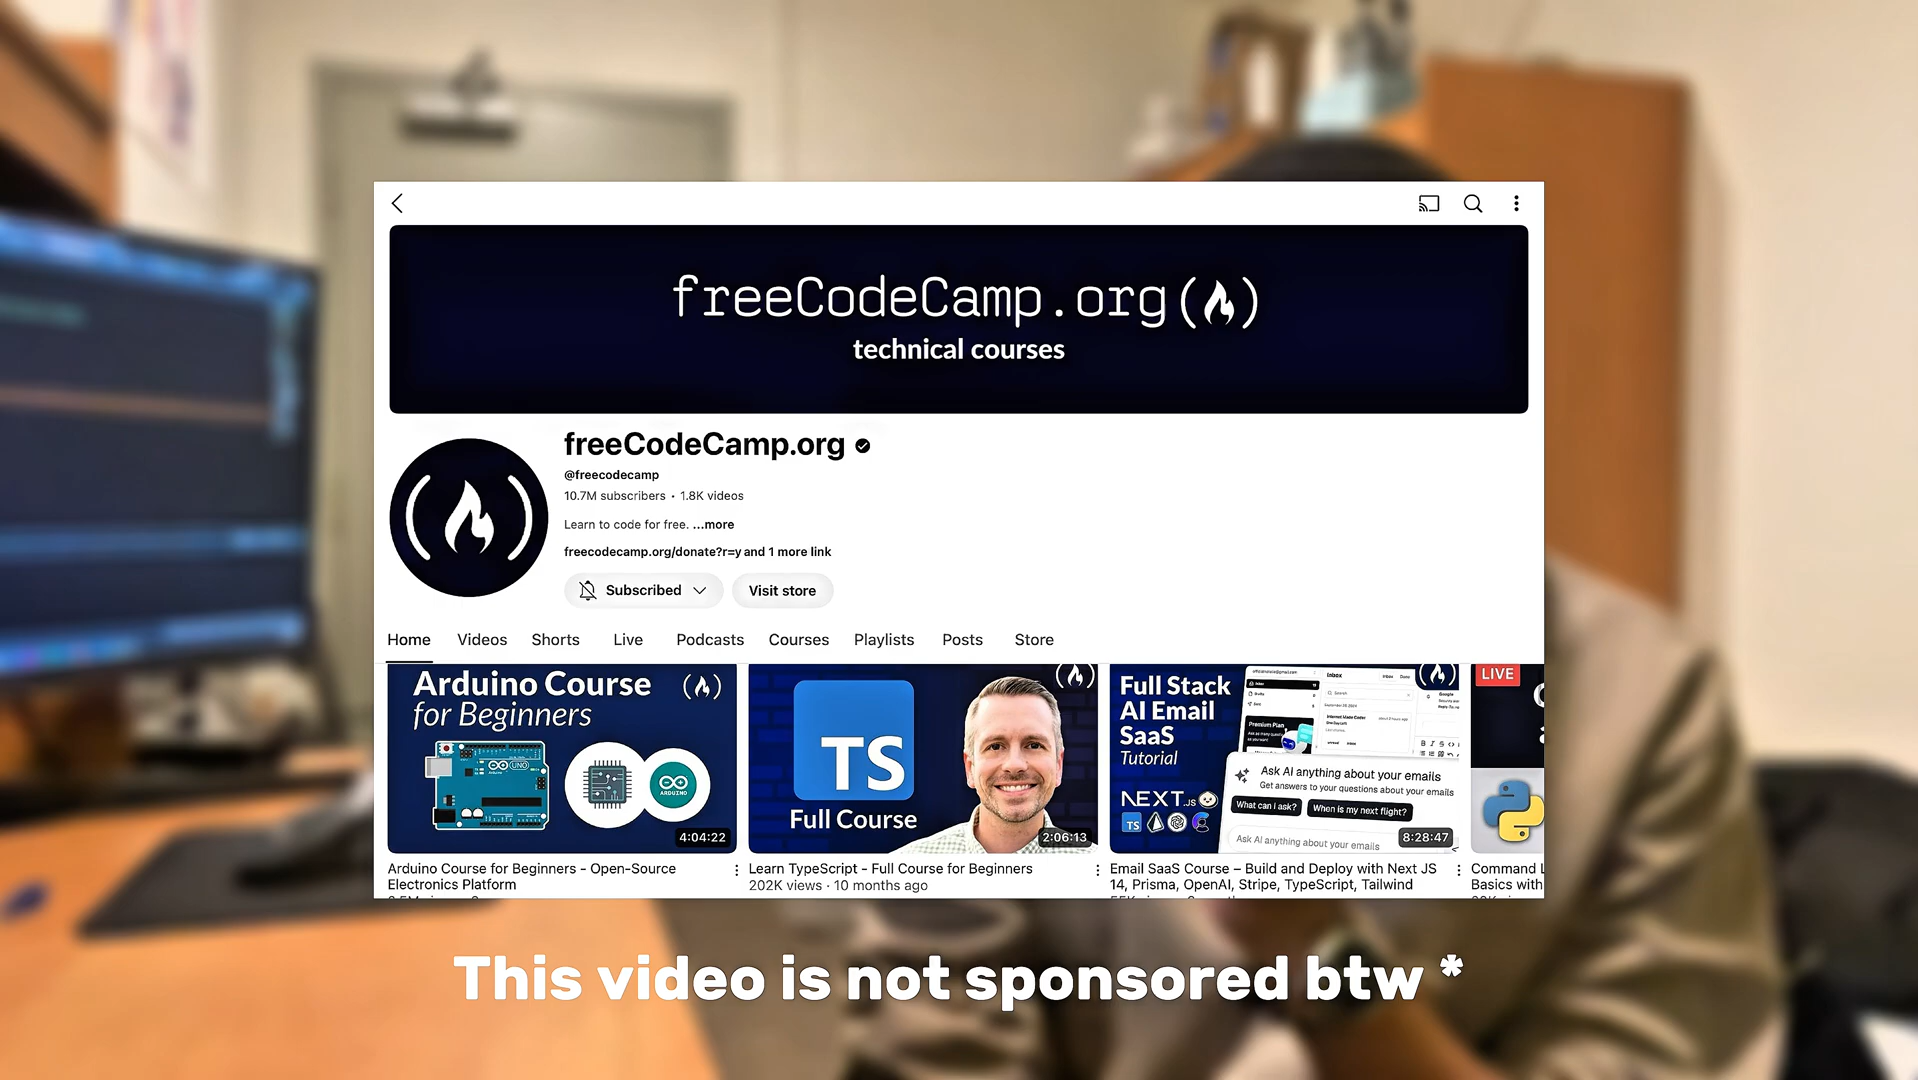 freeCodeCamp.org
technical courses
freeCodeCamp.org
@freecodecamp
10.7M subscribers • 1.8K videos
Learn to code for free. ...more
freecodecamp.org/donate?r=y and 1 more link
Subscribed
Visit store
Home Videos Shorts Live Podcasts Courses Playlists Posts Store
Arduino Course
for Beginners
UNO
ARDUINO
4:04:22
Arduino Course for Beginners - Open-Source
Electronics Platform
TS
Full Course
2:06:13
Learn TypeScript - Full Course for Beginners
202K views · 10 months ago
Full Stack
AI Email
SaaS
Tutorial
NEXT.JS
TS
Inbox
Search
Premium Plan
Ask AI anything about your emails
Get answers to your questions about your emails
What can i ask?
When is my next flight?
Ask AI anything about your emails
8:28:47
Email SaaS Course – Build and Deploy with Next JS
14, Prisma, OpenAI, Stripe, TypeScript, Tailwind
LIVE
Command
Basics with
This video is not sponsored btw *